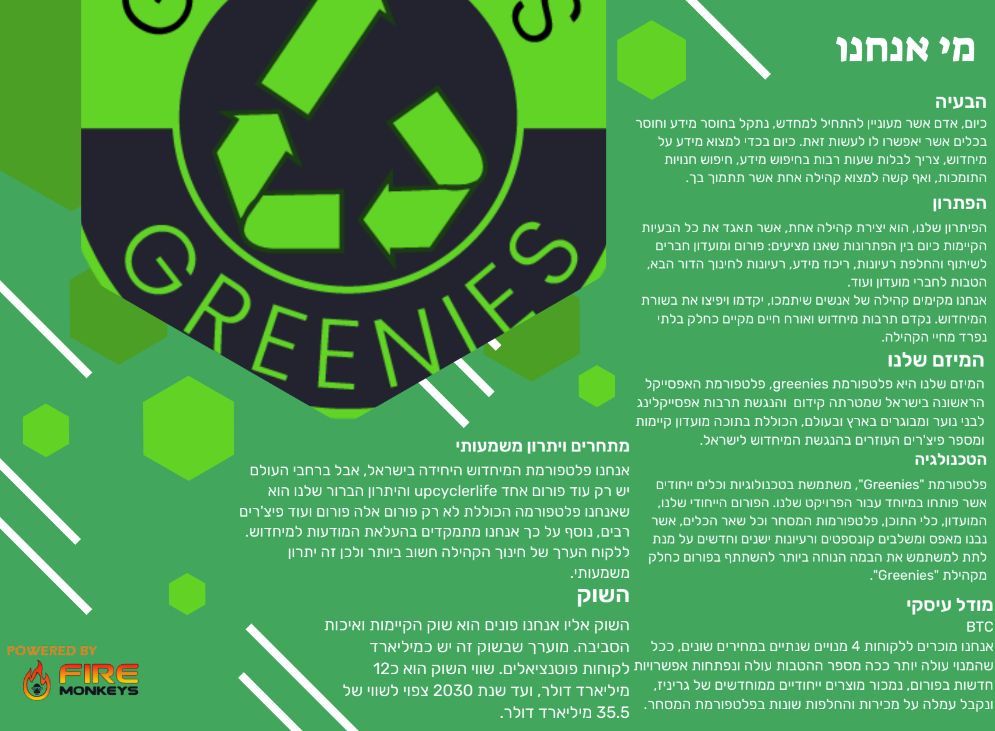 מי אנחנו
הבעיה
כיום, אדם אשר מעוניין להתחיל למחדש, נתקל בחוסר מידע וחוסר
בכלים אשר יאפשרו לו לעשות זאת. כיום בכדי למצוא מידע על
מיחדוש, צריך לבלות שעות רבות בחיפוש מידע, חיפוש חנויות
התומכות, ואף קשה למצוא קהילה אחת אשר תתמוך בך.
הפתרון
הפיתרון שלנו, הוא יצירת קהילה אחת, אשר תאגד את כל הבעיות
הקיימות כיום בין הפתרונות שאנו מציעים: פורום ומועדון חברים
לשיתוף והחלפת רעיונות, ריכוז מידע, רעיונות לחינוך הדור הבא,
הטבות לחברי מועדון ועוד.
אנחנו מקימים קהילה של אנשים שיתמכו, יקדמו ויפיצו את בשורת
המיחדוש. נקדם תרבות מיחדוש ואורח חיים מקיים כחלק בלתי
נפרד מחיי הקהילה.
המיזם שלנו
המיזם שלנו היא פלטפורמת greenies, פלטפורמת האפסייקל
הראשונה בישראל שמטרתה קידום והנגשת תרבות אפסייקלינג
לבני נוער ומבוגרים בארץ ובעולם, הכוללת בתוכה מועדון קיימות
ומספר פיצ'רים העוזרים בהנגשת המיחדוש לישראל.
הטכנולגיה
פלטפורמת "Greenies", משתמשת בטכנולוגיות וכלים ייחודים
אשר פותחו במיוחד עבור הפרויקט שלנו. הפורום הייחודי שלנו,
המועדון, כלי התוכן, פלטפורמות המסחר וכל שאר הכלים, אשר
נבנו מאפס ומשלבים קונספטים ורעיונות ישנים וחדשים על מנת
לתת למשתמש את הבמה הנוחה ביותר להשתתף בפורום כחלק
מקהילת "Greenies".
מודל עיסקי
BTC
אנחנו מוכרים ללקוחות 4 מנויים שנתיים במחירים שונים, ככל
שהמנוי עולה יותר ככה מספר ההטבות עולה ונפתחות אפשרויות
חדשות בפורום, נמכור מוצרים ייחודיים ממוחדשים של גריניז,
ונקבל עמלה על מכירות והחלפות שונות בפלטפורמת המסחר.
GREENIES
מתחרים ויתרון משמעותי
אנחנו פלטפורמת המיחדוש היחידה בישראל, אבל ברחבי העולם
יש רק עוד פורום אחד upcyclerlife והיתרון הברור שלנו הוא
שאנחנו פלטפורמה הכוללת לא רק פורום אלה פורום ועוד פיצ'רים
רבים, נוסף על כך אנחנו מתמקדים בהעלאת המודעות למיחדוש.
ללקוח הערך של חינוך הקהילה חשוב ביותר ולכן זה יתרון
משמעותי.
השוק
השוק אליו אנחנו פונים הוא שוק הקיימות ואיכות
הסביבה. מוערך שבשוק זה יש כמיליארד
לקוחות פוטנציאלים. שווי השוק הוא כ12
מיליארד דולר, ועד שנת 2030 צפוי לשווי של
35.5 מיליארד דולר.
POWERED BY
FIRE
MONKEYS